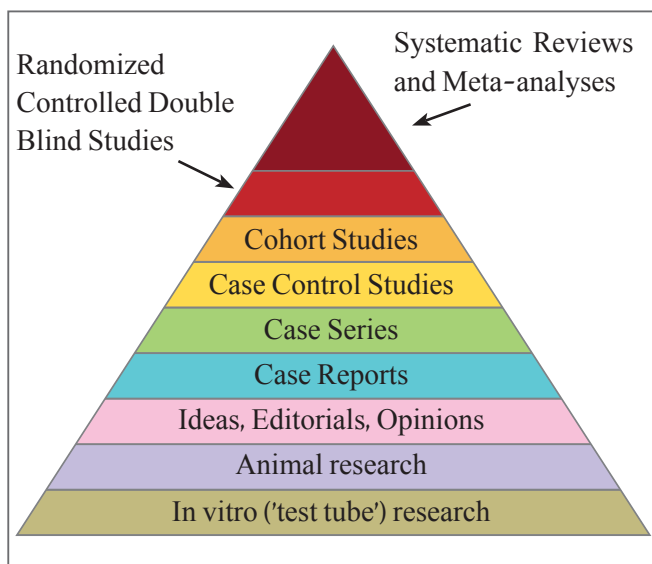 Randomized
Controlled Double
Blind Studies
Systematic Reviews
and Meta-analyses
Cohort Studies
Case Control Studies
Case Series
Case Reports
Ideas, Editorials, Opinions
Animal research
In vitro ('test tube') research